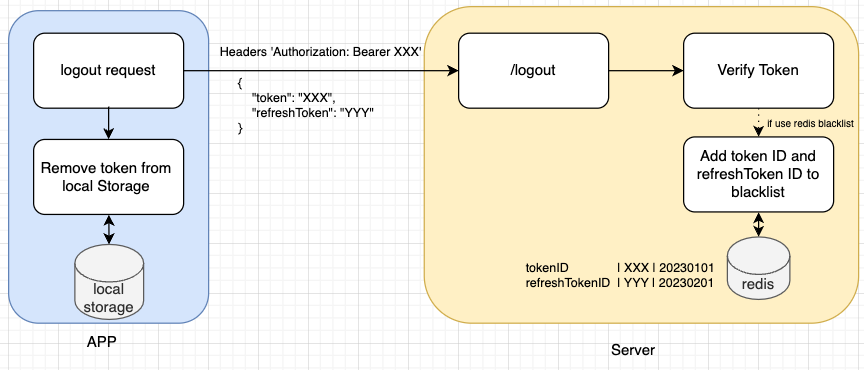 logout request
Headers 'Authorization: Bearer XXX'
{
"token": "XXX",
"refreshToken": "YYY"
}
/logout
Verify Token
if use redis blacklist
Remove token from
local Storage
Add token ID and
refreshToken ID to
blacklist
local
storage
tokenID | XXX | 20230101
refreshTokenID | YYY | 20230201
redis
APP
Server